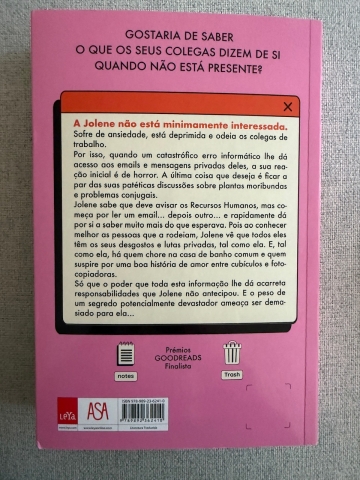 GOSTARIA DE SABER
O QUE OS SEUS COLEGAS DIZEM DE SI
QUANDO NÃO ESTÁ PRESENTE?
A Jolene não está minimamente interessada.
Sofre de ansiedade, está deprimida e odeia os colegas de
trabalho.
Por isso, quando um catastrófico erro informático lhe dá
acesso aos emails e mensagens privadas deles, a sua rea-
ção inicial é de horror. A última coisa que deseja é ficar a
par das suas patéticas discussões sobre plantas moribundas
e problemas conjugais.
Jolene sabe que deve avisar os Recursos Humanos, mas co-
meça por ler um email... depois outro... e rapidamente dá
por si a saber muito mais do que esperava. Pois ao conhecer
melhor as pessoas que a rodeiam, Jolene vê que todos eles
têm os seus desgostos e lutas privadas, tal como ela. E, tal
como ela, há quem chore na casa de banho comum e quem
suspire por uma boa história de amor entre cubículos e foto-
copiadoras.
Só que o poder que toda esta informação lhe dá acarreta
responsabilidades que Jolene não antecipou. E o peso de
um segredo potencialmente devastador ameaça ser dema-
siado para ela...
Prémios
GOODREADS
Finalista
notes
Trash
LEYA
ASA